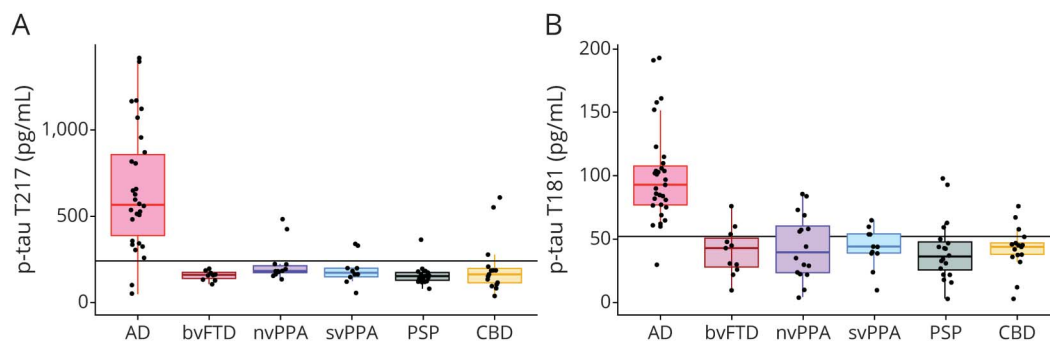 A
p-tau T217 (pg/mL)
1,000
500
0
AD bvFTD nvPPA svPPA PSP CBD
B
p-tau T181 (pg/mL)
200
150
100
50
0
AD bvFTD nvPPA svPPA PSP CBD